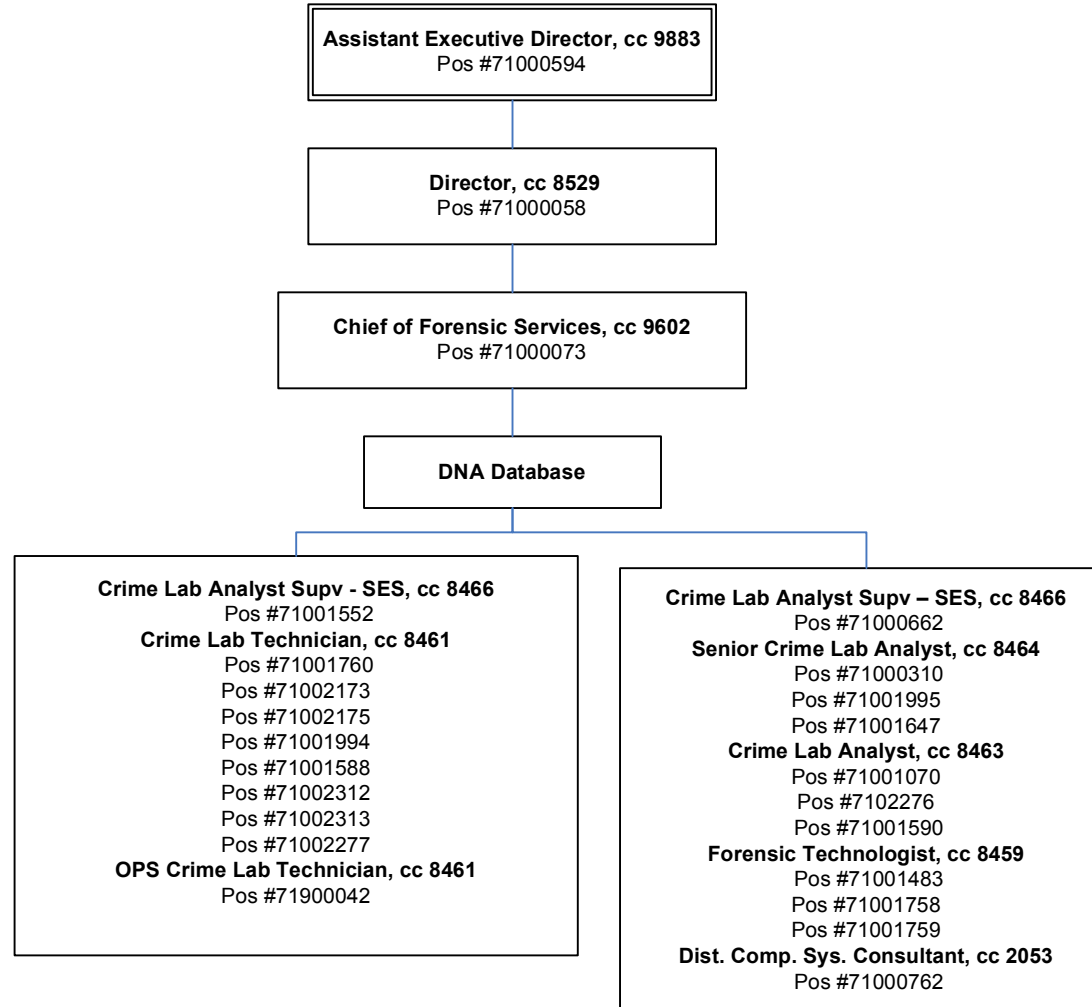 Assistant Executive Director, cc 9883
Pos #71000594
Director, cc 8529
Pos #71000058
Chief of Forensic Services, cc 9602
Pos #71000073
DNA Database
Crime Lab Analyst Supv - SES, cc 8466
Pos #71001552
Crime Lab Technician, cc 8461
Pos #71001760
Pos #71002173
Pos #71002175
Pos #71001994
Pos #71001588
Pos #71002312
Pos #71002313
Pos #71002277
OPS Crime Lab Technician, cc 8461
Pos #71900042
Crime Lab Analyst Supv – SES, cc 8466
Pos #71000662
Senior Crime Lab Analyst, cc 8464
Pos #71000310
Pos #71001995
Pos #71001647
Crime Lab Analyst, cc 8463
Pos #71001070
Pos #7102276
Pos #71001590
Forensic Technologist, cc 8459
Pos #71001483
Pos #71001758
Pos #71001759
Dist. Comp. Sys. Consultant, cc 2053
Pos #71000762